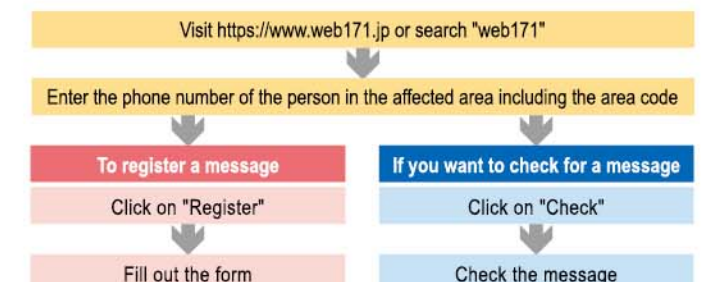 Visit https://www.web171.jp or search "web171"
Enter the phone number of the person in the affected area including the area code
To register a message
Click on "Register"
Fill out the form
If you want to check for a message
Click on "Check"
Check the message